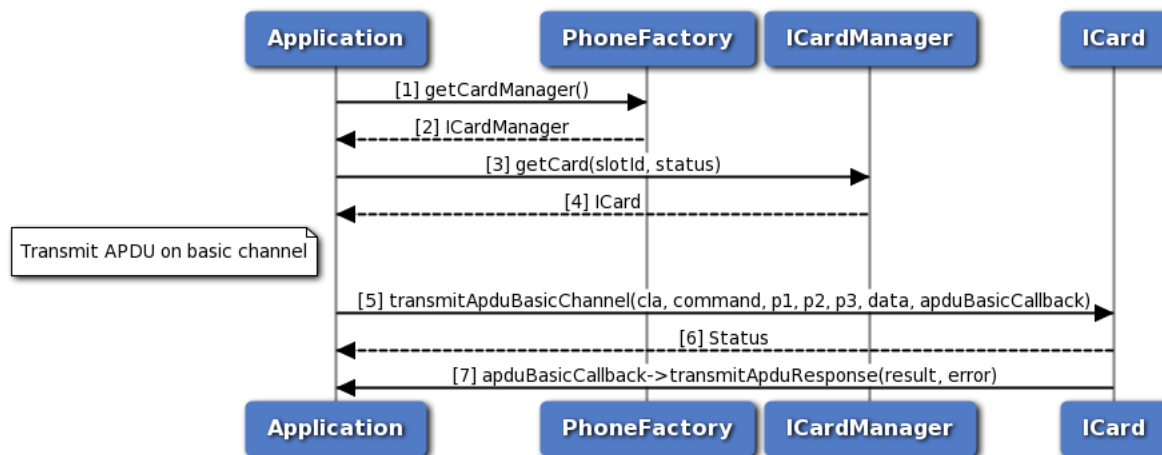 Application PhoneFactory ICardManager ICard
[1] getCardManager()
[2] ICardManager
[3] getCard(slotId, status)
[4] ICard
Transmit APDU on basic channel
[5] transmitApduBasicChannel(cla, command, p1, p2, p3, data, apduBasicCallback)
[6] Status
[7] apduBasicCallback->transmitApduResponse(result, error)
Application PhoneFactory ICardManager ICard